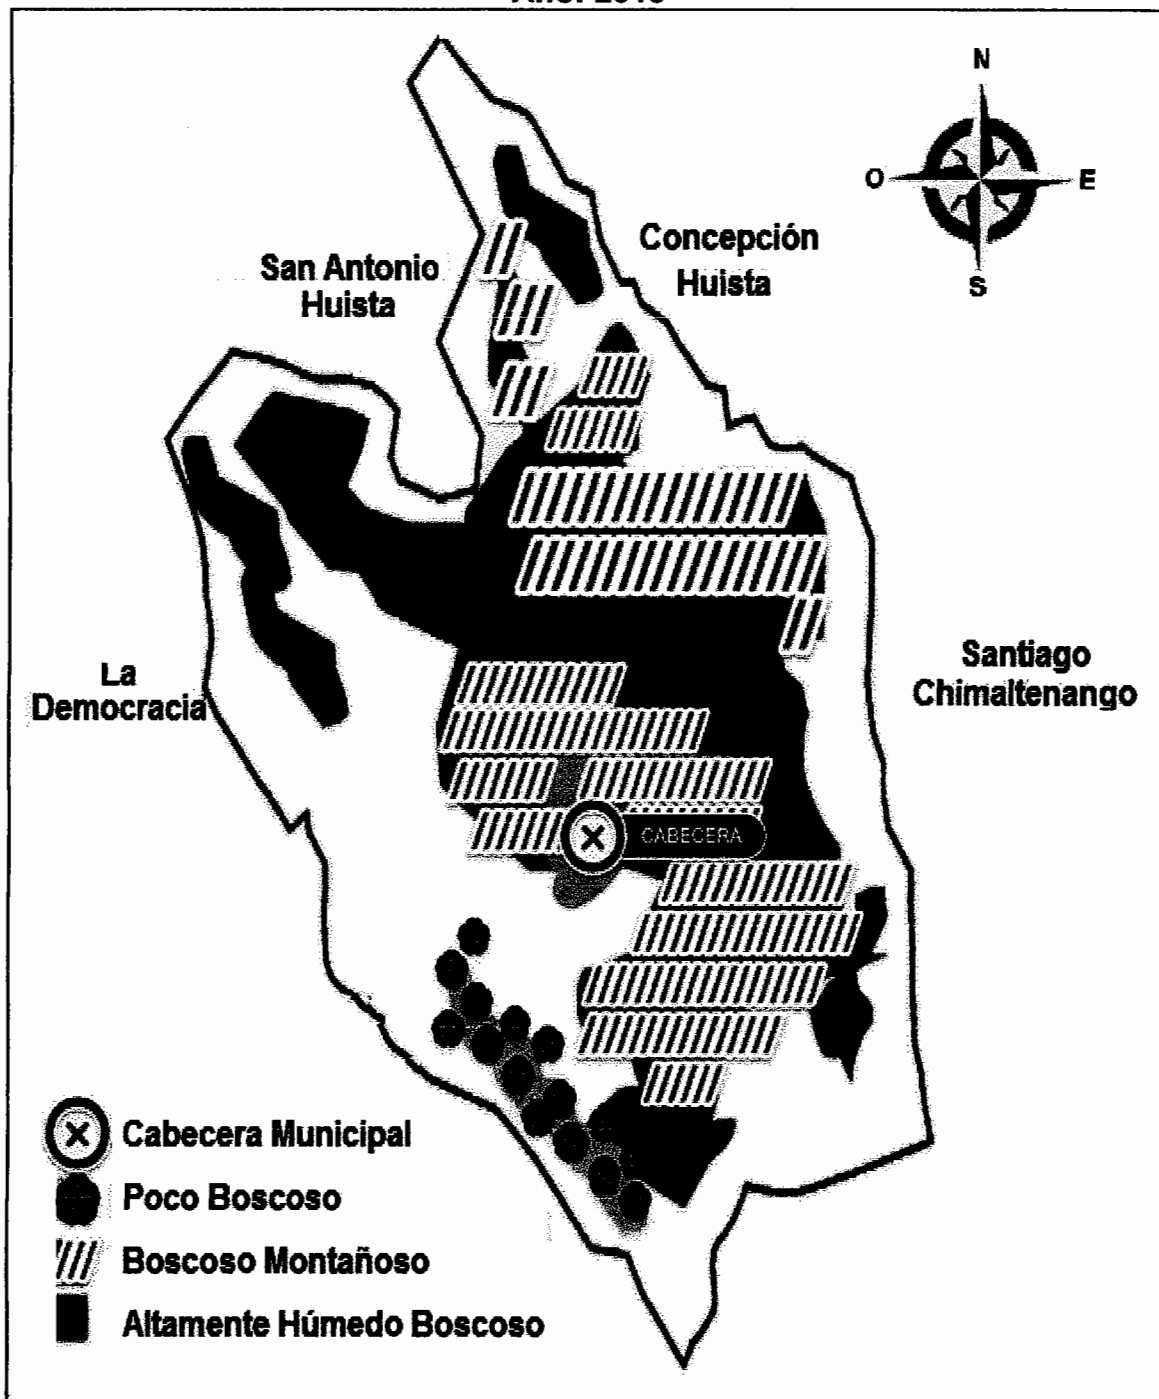 N
O
E
S
Concepción
Huista
San Antonio
Huista
La
Democracia
Santiago
Chimaltenango
CABECERA
Cabecera Municipal
Poco Boscoso
Boscoso Montañoso
Altamente Húmedo Boscoso